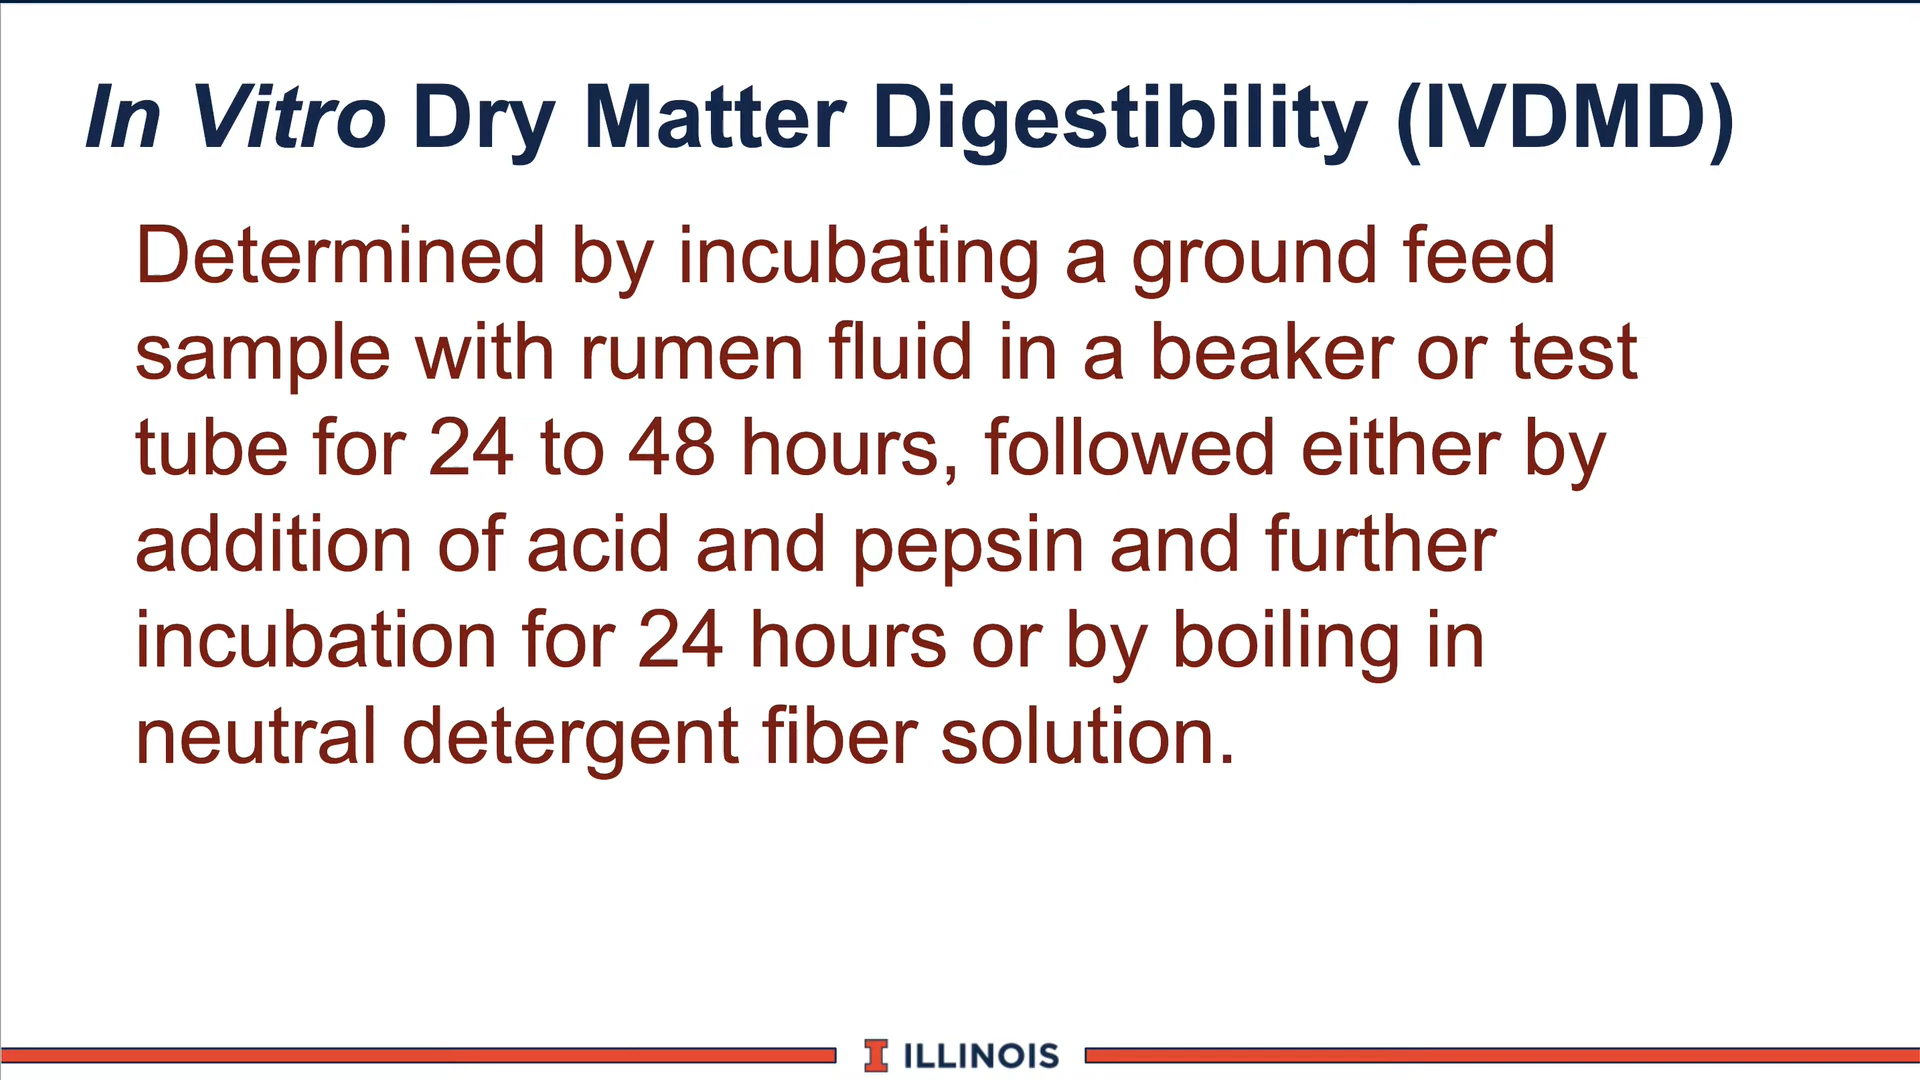 In Vitro Dry Matter Digestibility (IVDMD)
Determined by incubating a ground feed
sample with rumen fluid in a beaker or test
tube for 24 to 48 hours, followed either by
addition of acid and pepsin and further
incubation for 24 hours or by boiling in
neutral detergent fiber solution.
I ILLINOIS